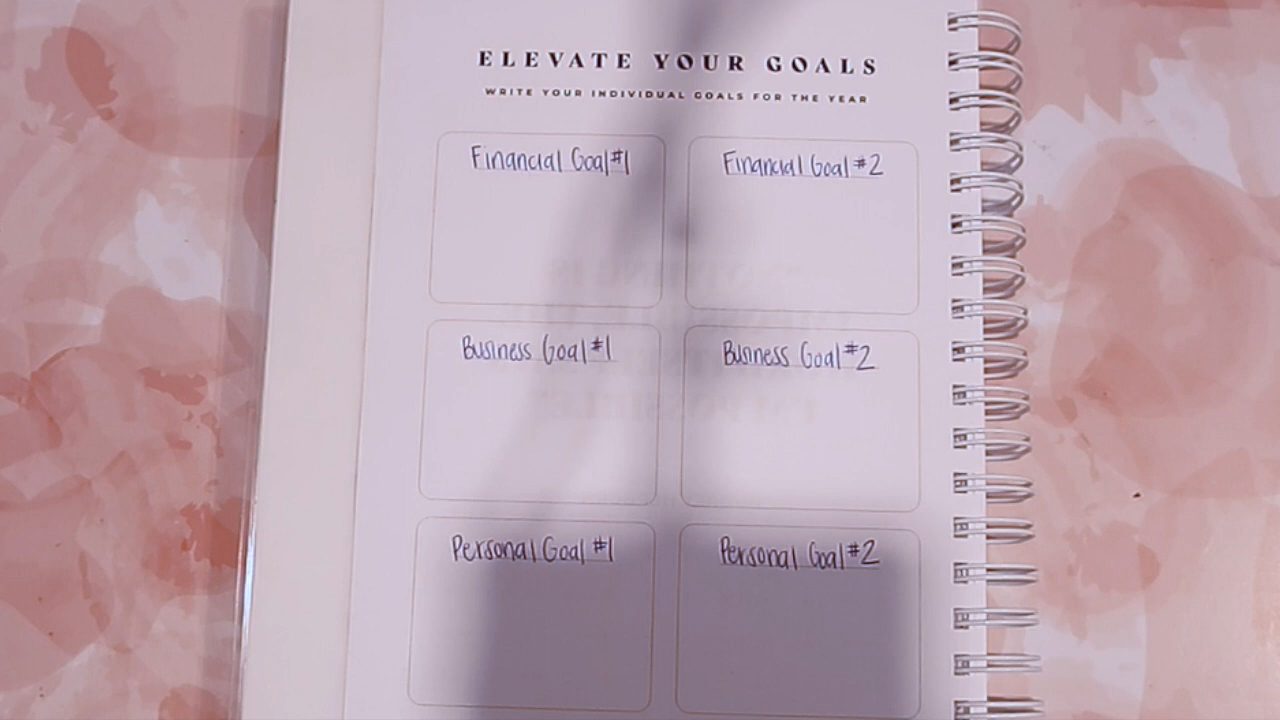 ELEVATE YOUR GOALS
WRITE YOUR INDIVIDUAL GOALS FOR THE YEAR
Financial Goal #1
Financial Goal #2
Business Goal #1
Business Goal #2
Personal Goal #1
Personal Goal #2